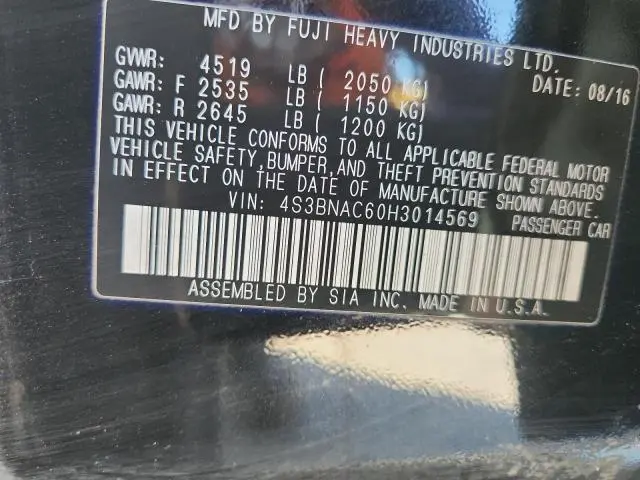 MFD BY FUJI HEAVY INDUSTRIES LTD.
GVWR: 4519 LB ( 2050 KG) DATE: 08/16
GAWR: F 2535 LB ( 1150 KG)
GAWR: R 2645 LB ( 1200 KG)
THIS VEHICLE CONFORMS TO ALL APPLICABLE FEDERAL MOTOR
VEHICLE SAFETY, BUMPER, AND THEFT PREVENTION STANDARDS
IN EFFECT ON THE DATE OF MANUFACTURE SHOWN ABOVE.
VIN: 4S3BNAC60H3014569 PASSENGER CAR
ASSEMBLED BY SIA INC. MADE IN U.S.A.